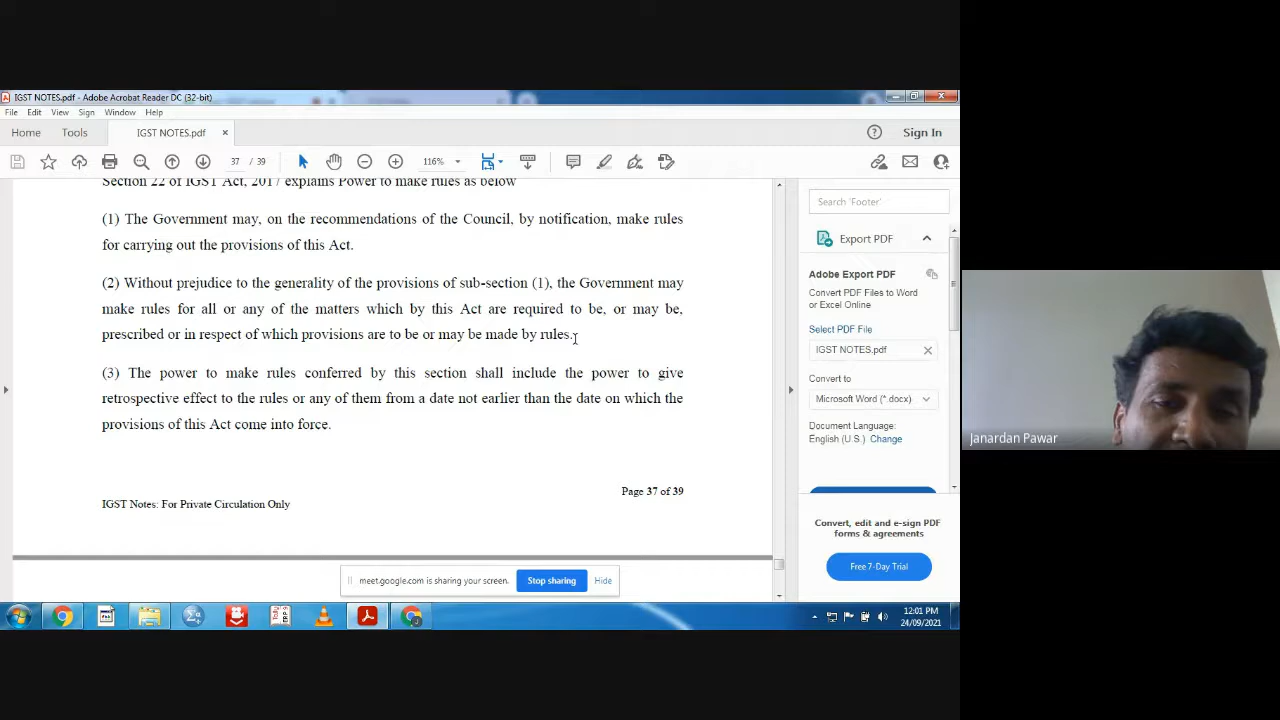 IGST NOTES.pdf - Adobe Acrobat Reader DC (32-bit)
File Edit View Sign Window Help
Home Tools IGST NOTES.pdf × Sign In
37 / 39 116%
Section 22 of IGST Act, 2017 explains Power to make rules as below
(1) The Government may, on the recommendations of the Council, by notification, make rules
for carrying out the provisions of this Act.
(2) Without prejudice to the generality of the provisions of sub-section (1), the Government may
make rules for all or any of the matters which by this Act are required to be, or may be,
prescribed or in respect of which provisions are to be or may be made by rules.
(3) The power to make rules conferred by this section shall include the power to give
retrospective effect to the rules or any of them from a date not earlier than the date on which the
provisions of this Act come into force.
Page 37 of 39
IGST Notes: For Private Circulation Only
Search 'Footer'
Export PDF
Adobe Export PDF
Convert PDF Files to Word
or Excel Online
Select PDF File
IGST NOTES.pdf
Convert to
Microsoft Word (*.docx)
Document Language:
English (U.S.) Change
Convert, edit and e-sign PDF
forms & agreements
Free 7-Day Trial
meet.google.com is sharing your screen. Stop sharing Hide
12:01 PM
24/09/2021
Janardan Pawar